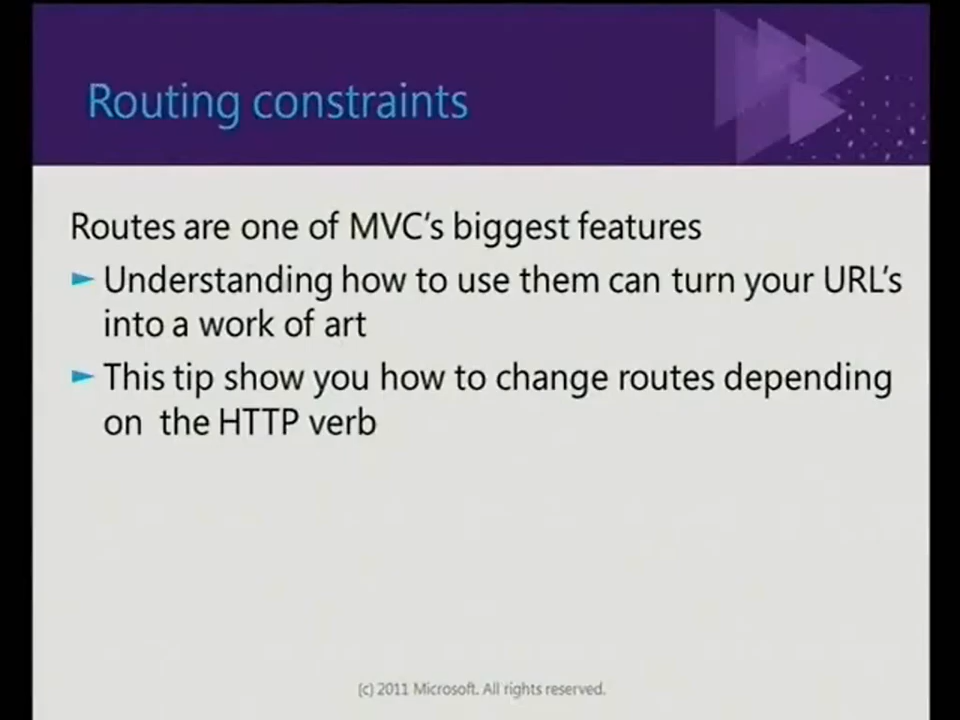 Routing constraints
Routes are one of MVC's biggest features
► Understanding how to use them can turn your URL's
into a work of art
► This tip show you how to change routes depending
on  the HTTP verb
(c) 2011 Microsoft. All rights reserved.